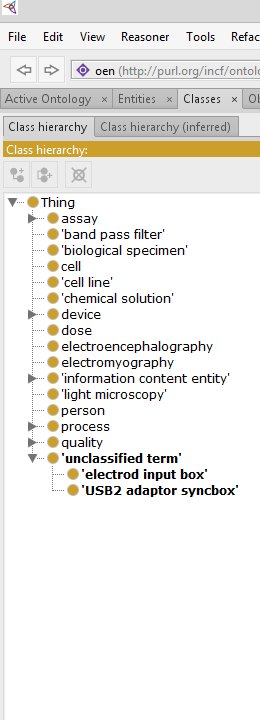 File Edit View Reasoner Tools Refac
oen (http://purl.org/incf/ontolo
Active Ontology × Entities × Classes × Ob
Class hierarchy Class hierarchy (inferred)
Class hierarchy:
Thing
assay
'band pass filter'
'biological specimen'
cell
'cell line'
'chemical solution'
device
dose
electroencephalography
electromyography
'information content entity'
'light microscopy'
person
process
quality
'unclassified term'
'electrod input box'
'USB2 adaptor syncbox'